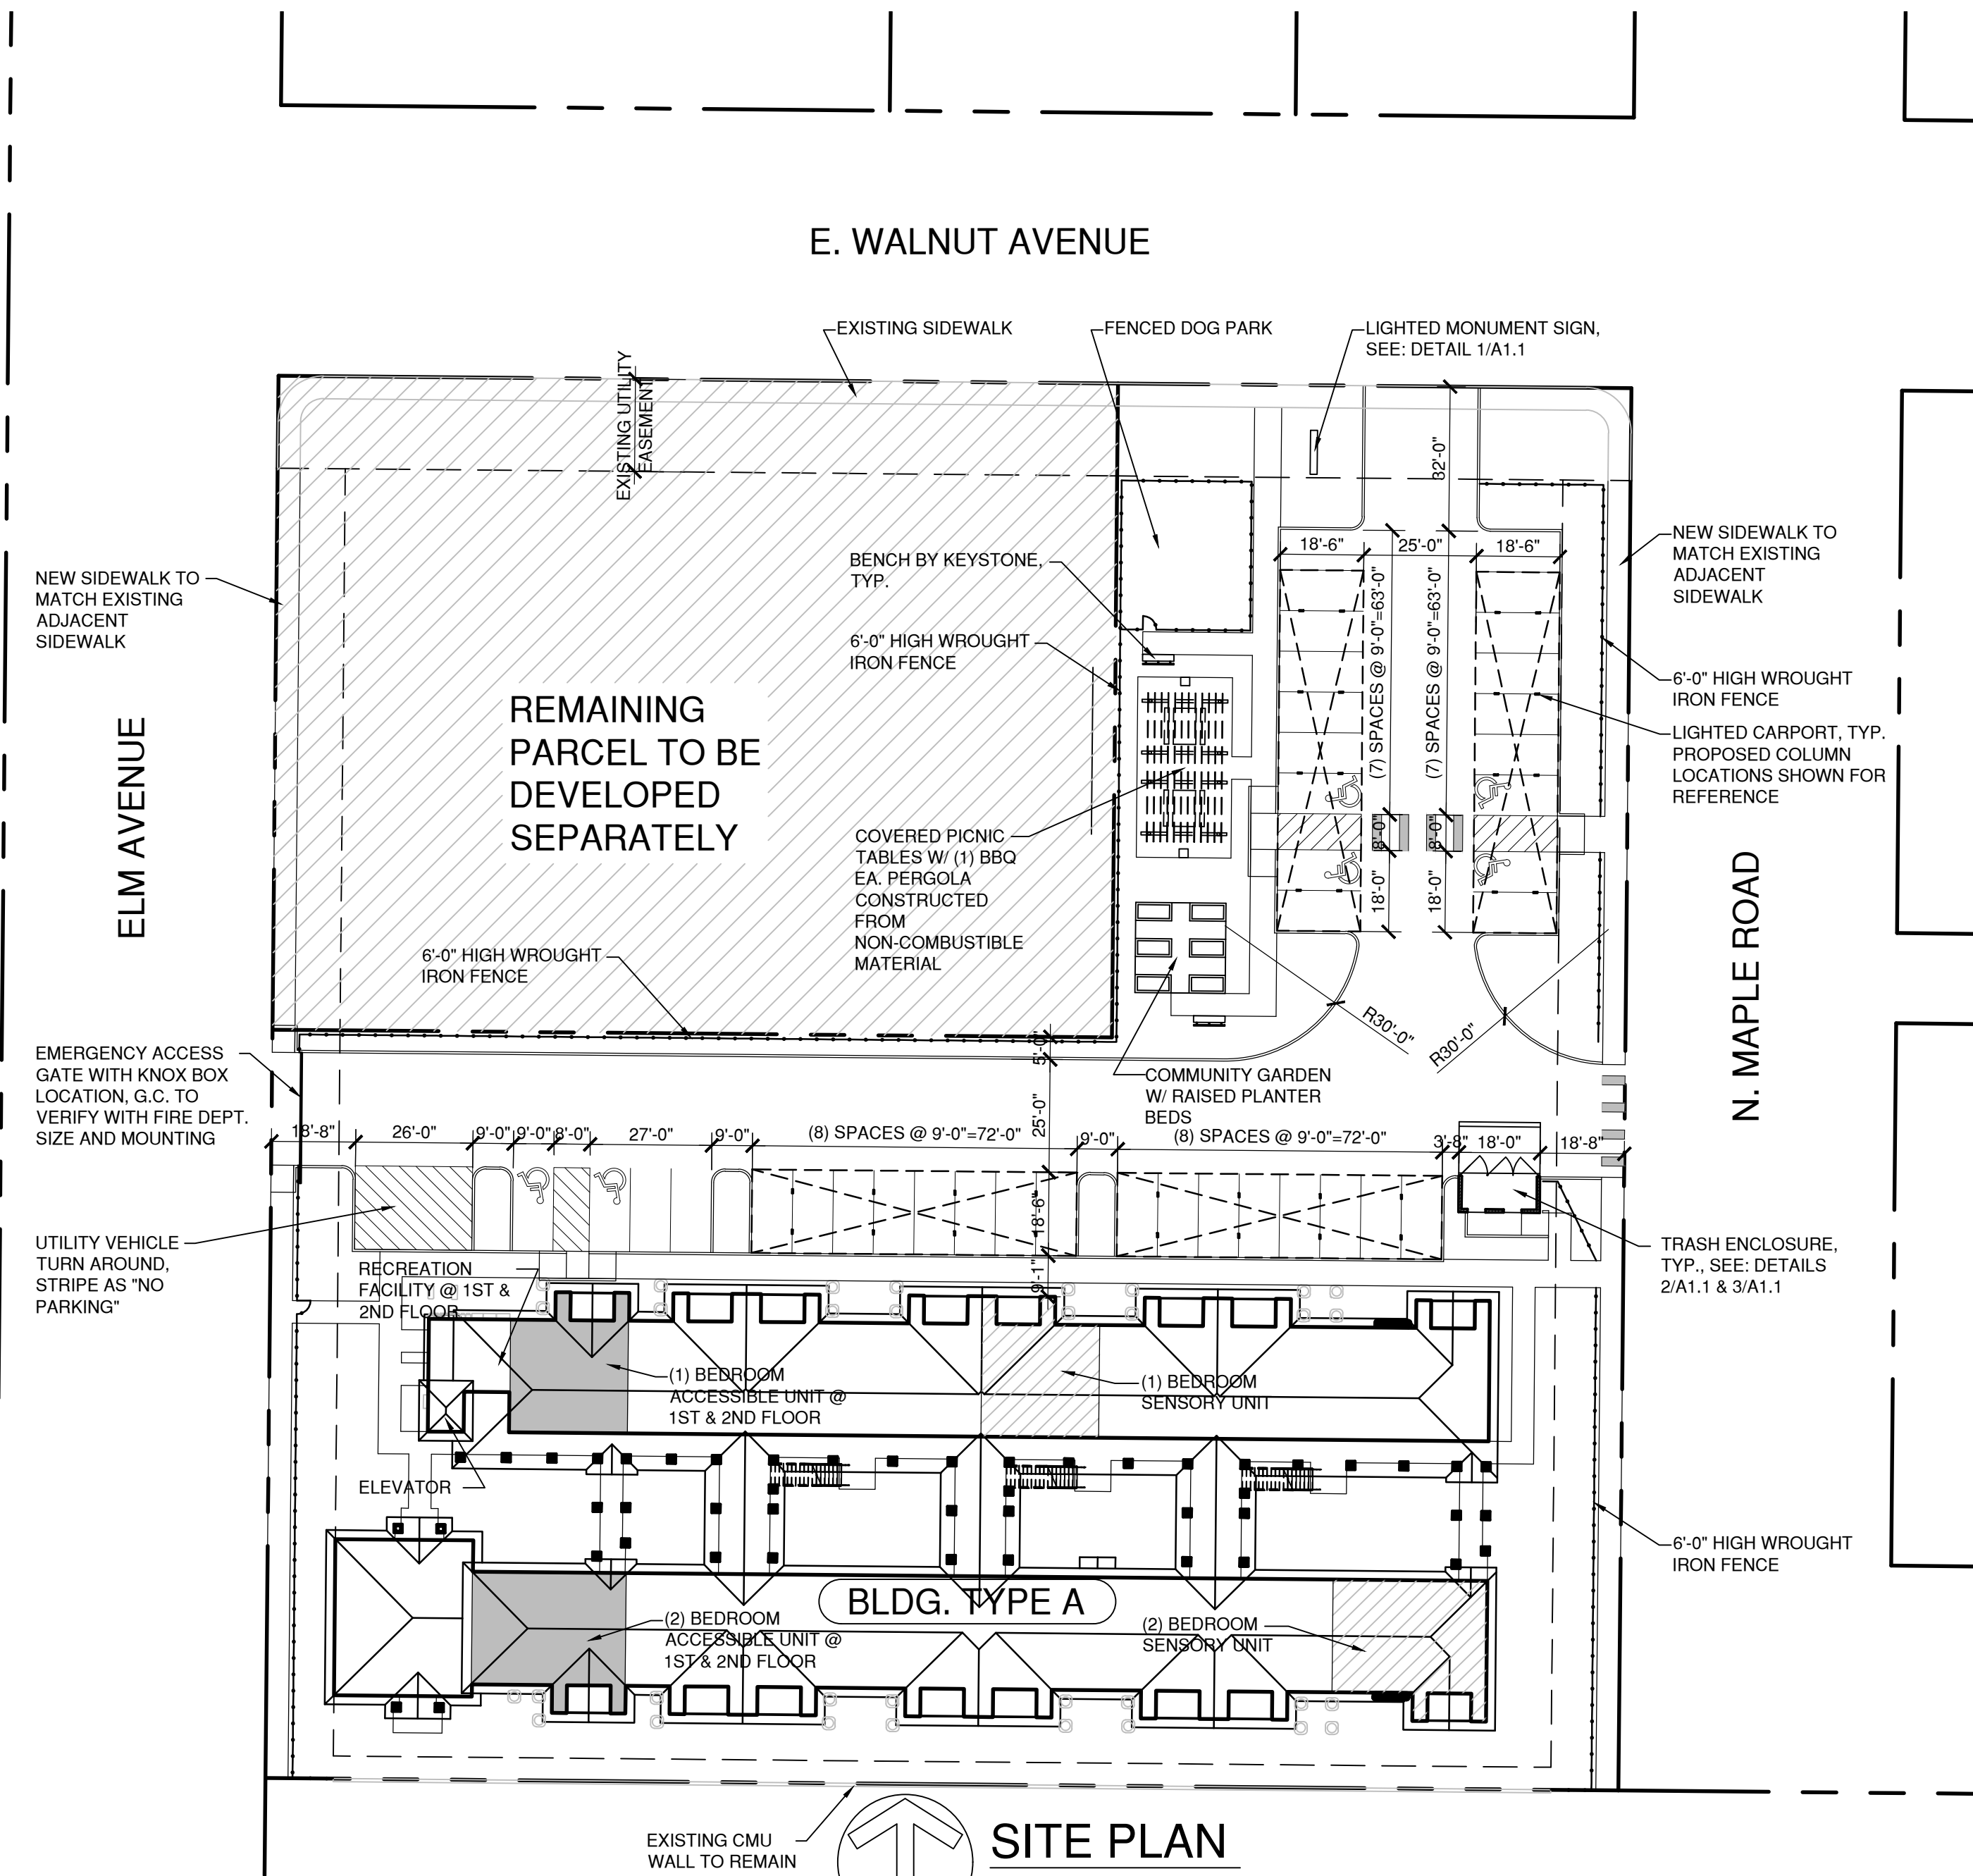 E. WALNUT AVENUE
EXISTING SIDEWALK
FENCED DOG PARK
LIGHTED MONUMENT SIGN,
SEE: DETAIL 1/A1.1
EXISTING UTILITY
EASEMENT
32'-0"
18'-6"
25'-0"
18'-6"
NEW SIDEWALK TO
MATCH EXISTING
ADJACENT
SIDEWALK
BENCH BY KEYSTONE,
TYP.
6'-0" HIGH WROUGHT
IRON FENCE
(7) SPACES @ 9'-0"=63'-0"
(7) SPACES @ 9'-0"=63'-0"
NEW SIDEWALK TO
MATCH EXISTING
ADJACENT
SIDEWALK
6'-0" HIGH WROUGHT
IRON FENCE
LIGHTED CARPORT, TYP.
PROPOSED COLUMN
LOCATIONS SHOWN FOR
REFERENCE
REMAINING
PARCEL TO BE
DEVELOPED
SEPARATELY
ELM AVENUE
COVERED PICNIC
TABLES W/ (1) BBQ
EA. PERGOLA
CONSTRUCTED
FROM
NON-COMBUSTIBLE
MATERIAL
8'-0"
8'-0"
18'-0"
18'-0"
N. MAPLE ROAD
6'-0" HIGH WROUGHT
IRON FENCE
R30'-0"
R30'-0"
EMERGENCY ACCESS
GATE WITH KNOX BOX
LOCATION, G.C. TO
VERIFY WITH FIRE DEPT.
SIZE AND MOUNTING
5'-0"
COMMUNITY GARDEN
W/ RAISED PLANTER
BEDS
25'-0"
18'-8"
26'-0"
9'-0"
9'-0"
8'-0"
27'-0"
9'-0"
(8) SPACES @ 9'-0"=72'-0"
9'-0"
(8) SPACES @ 9'-0"=72'-0"
3'-8"
18'-0"
18'-8"
18'-6"
UTILITY VEHICLE
TURN AROUND,
STRIPE AS "NO
PARKING"
TRASH ENCLOSURE,
TYP., SEE: DETAILS
2/A1.1 & 3/A1.1
RECREATION
FACILITY @ 1ST &
2ND FLOOR
9'-1"
(1) BEDROOM
ACCESSIBLE UNIT @
1ST & 2ND FLOOR
(1) BEDROOM
SENSORY UNIT
ELEVATOR
6'-0" HIGH WROUGHT
IRON FENCE
BLDG. TYPE A
(2) BEDROOM
ACCESSIBLE UNIT @
1ST & 2ND FLOOR
(2) BEDROOM
SENSORY UNIT
EXISTING CMU
WALL TO REMAIN
SITE PLAN